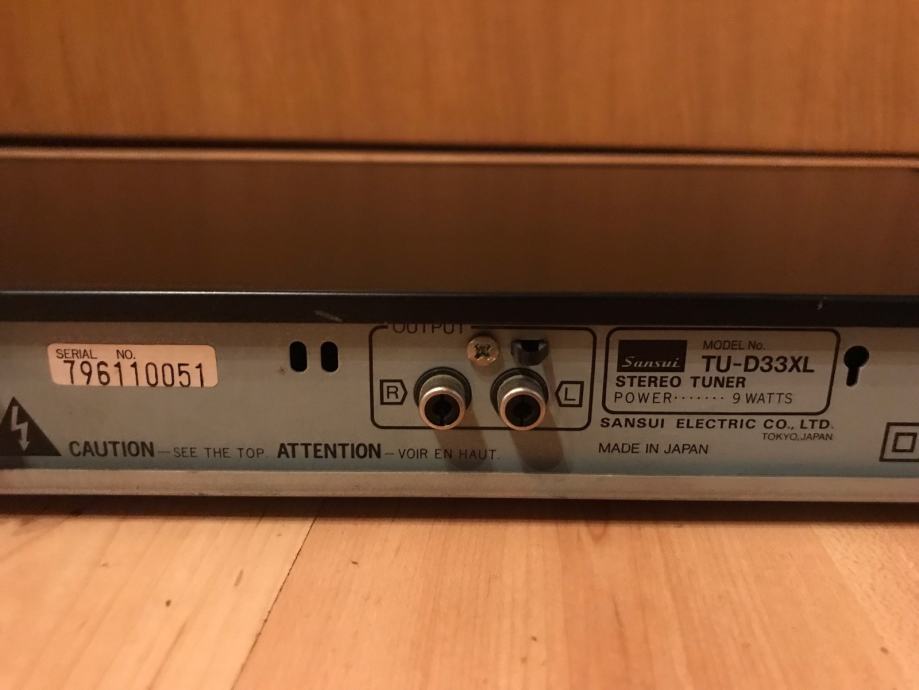 OUTPUT
SERIAL NO.
796110051
R
L
Sansui
MODEL No.
TU-D33XL
STEREO TUNER
POWER······· 9 WATTS
SANSUI ELECTRIC CO., LTD.
TOKYO, JAPAN
MADE IN JAPAN
CAUTION – SEE THE TOP. ATTENTION – VOIR EN HAUT.